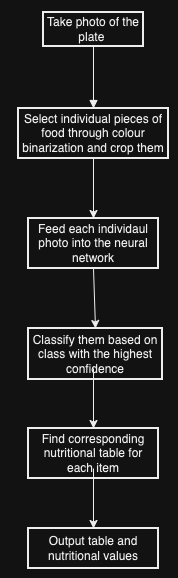 Take photo of the
plate
Select individual pieces of
food through colour
binarization and crop them
Feed each individaul
photo into the neural
network
Classify them based on
class with the highest
confidence
Find corresponding
nutritional table for
each item
Output table and
nutritional values